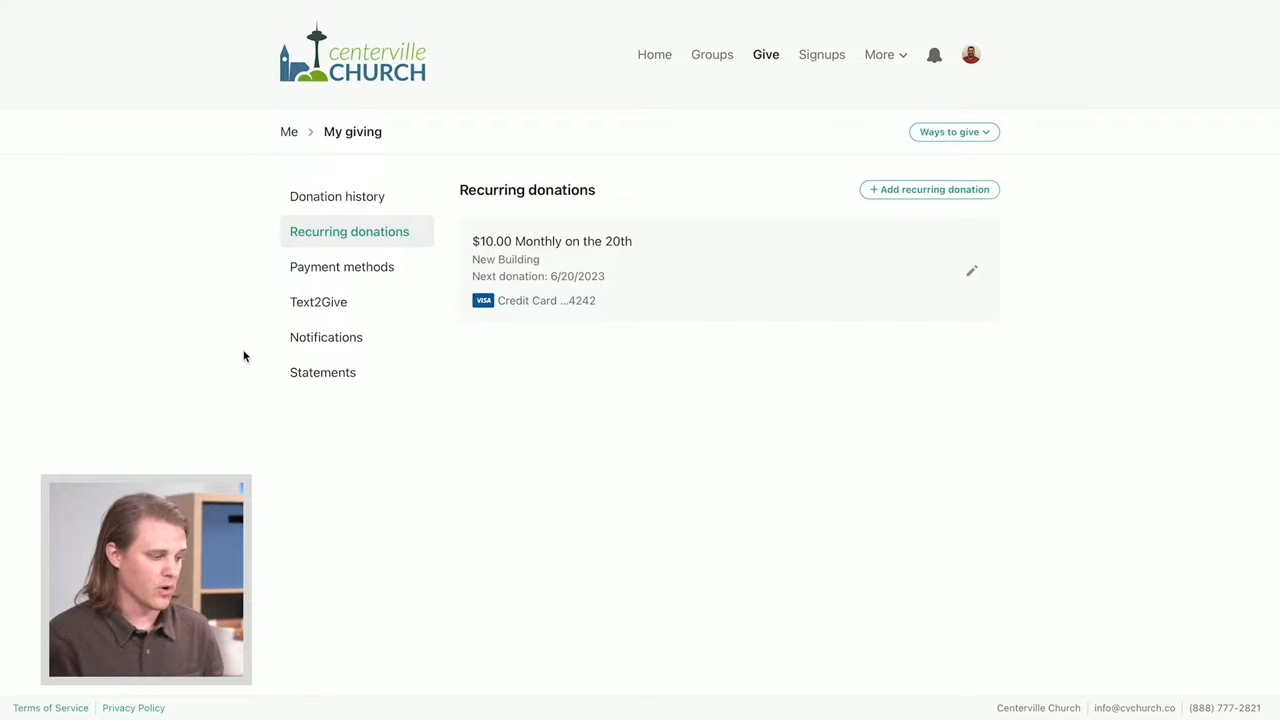 centerville
CHURCH
Home
Groups
Give
Signups
More
Me > My giving
Ways to give
Donation history
Recurring donations
Payment methods
Text2Give
Notifications
Statements
Recurring donations
+ Add recurring donation
$10.00 Monthly on the 20th
New Building
Next donation: 6/20/2023
VISA Credit Card ...4242
Terms of Service
Privacy Policy
Centerville Church
info@cvchurch.co
(888) 777-2821